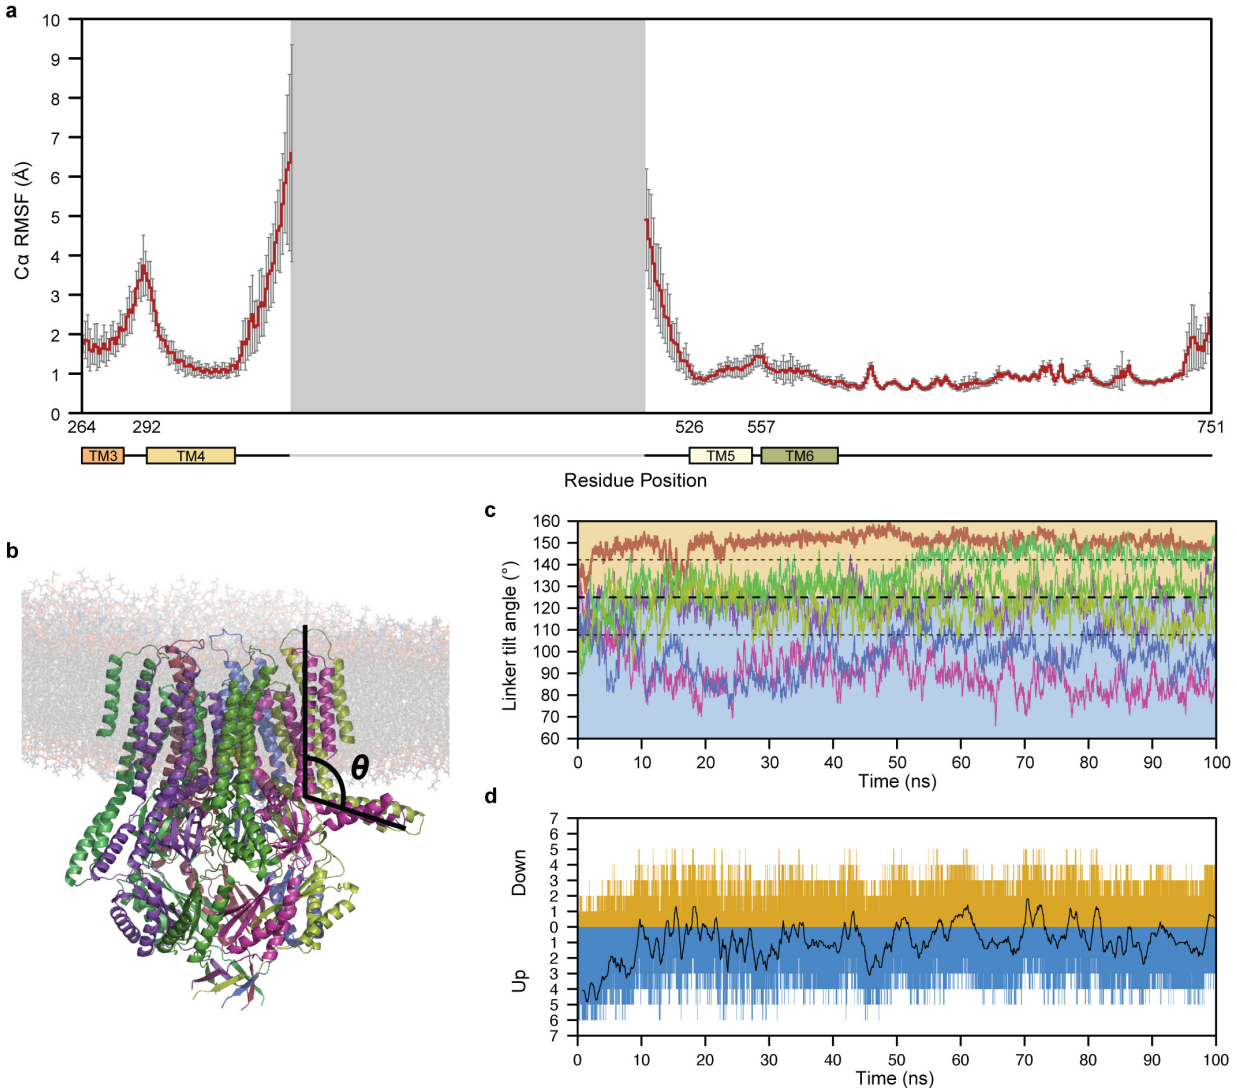 a
10
9
8
7
6
5
4
3
2
1
0
Cα RMSF (Å)
264 292 526 557 751
TM3 TM4 TM5 TM6
Residue Position
b
θ
c
160
150
140
130
120
110
100
90
80
70
60
Linker tilt angle (°)
0 10 20 30 40 50 60 70 80 90 100
Time (ns)
d
7
6
5
4
3
2
1
0
1
2
3
4
5
6
7
Down
Up
0 10 20 30 40 50 60 70 80 90 100
Time (ns)